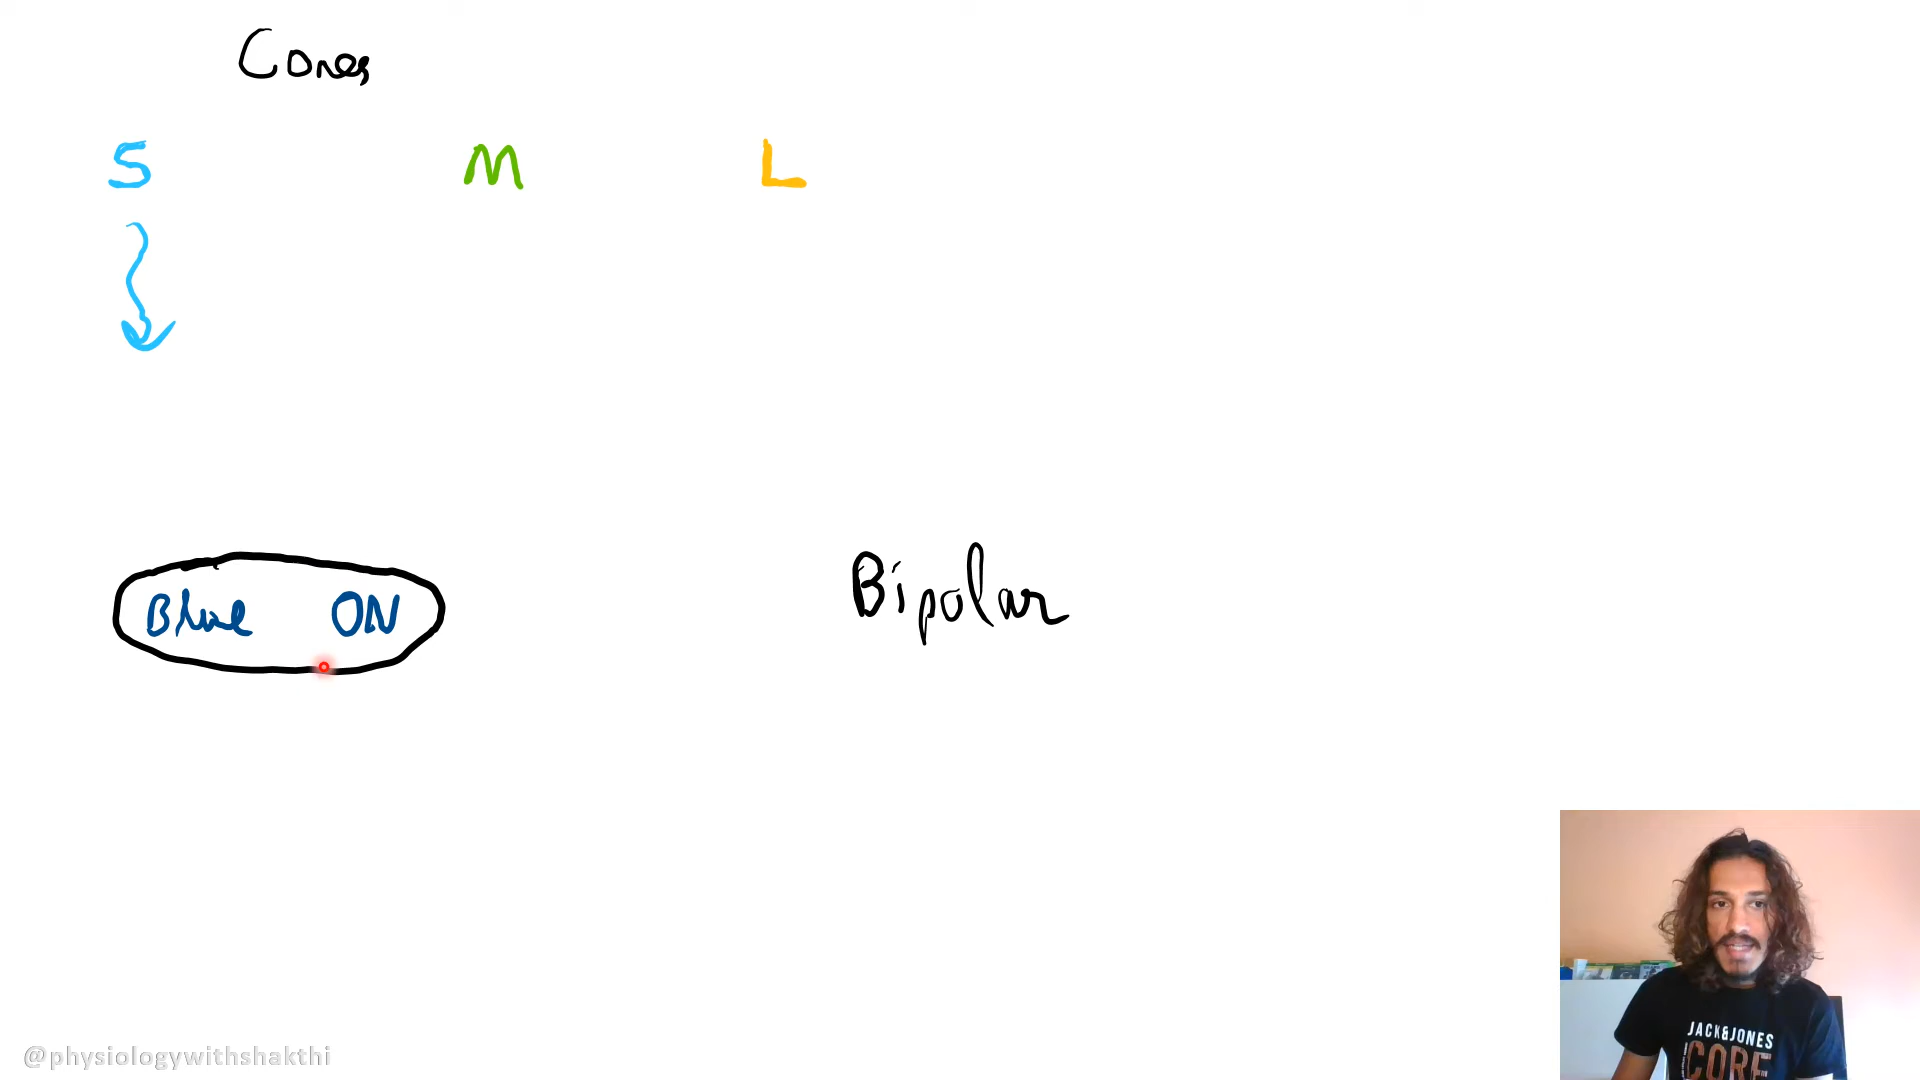 Cones
S M L
Blue ON
Bipolar
JACK&JONES
CORE
@physiologywithshakthi